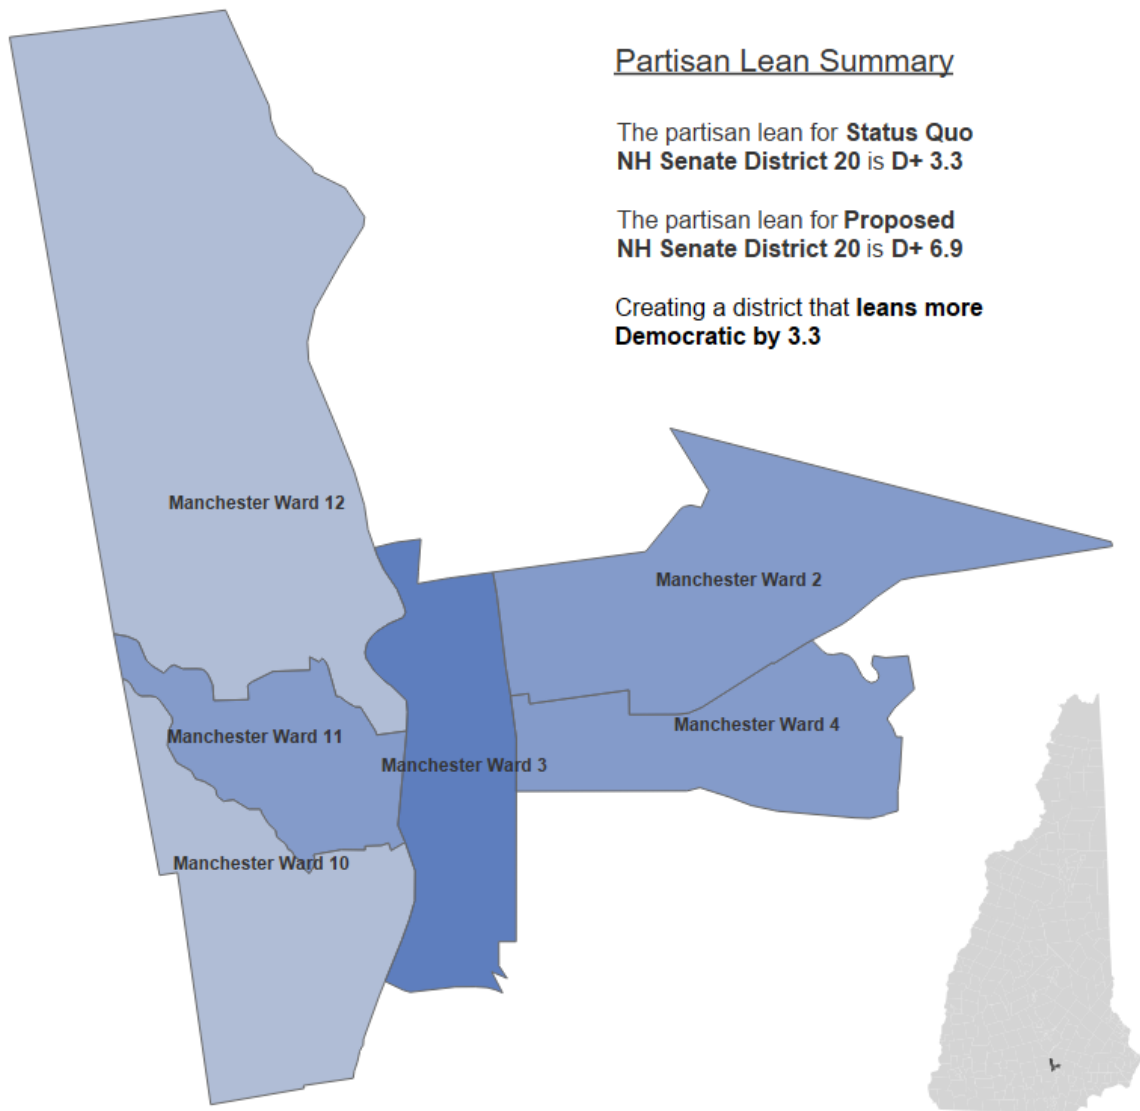 Partisan Lean Summary
The partisan lean for Status Quo
NH Senate District 20 is D+ 3.3
The partisan lean for Proposed
NH Senate District 20 is D+ 6.9
Creating a district that leans more
Democratic by 3.3
Manchester Ward 12
Manchester Ward 2
Manchester Ward 4
Manchester Ward 11
Manchester Ward 3
Manchester Ward 10